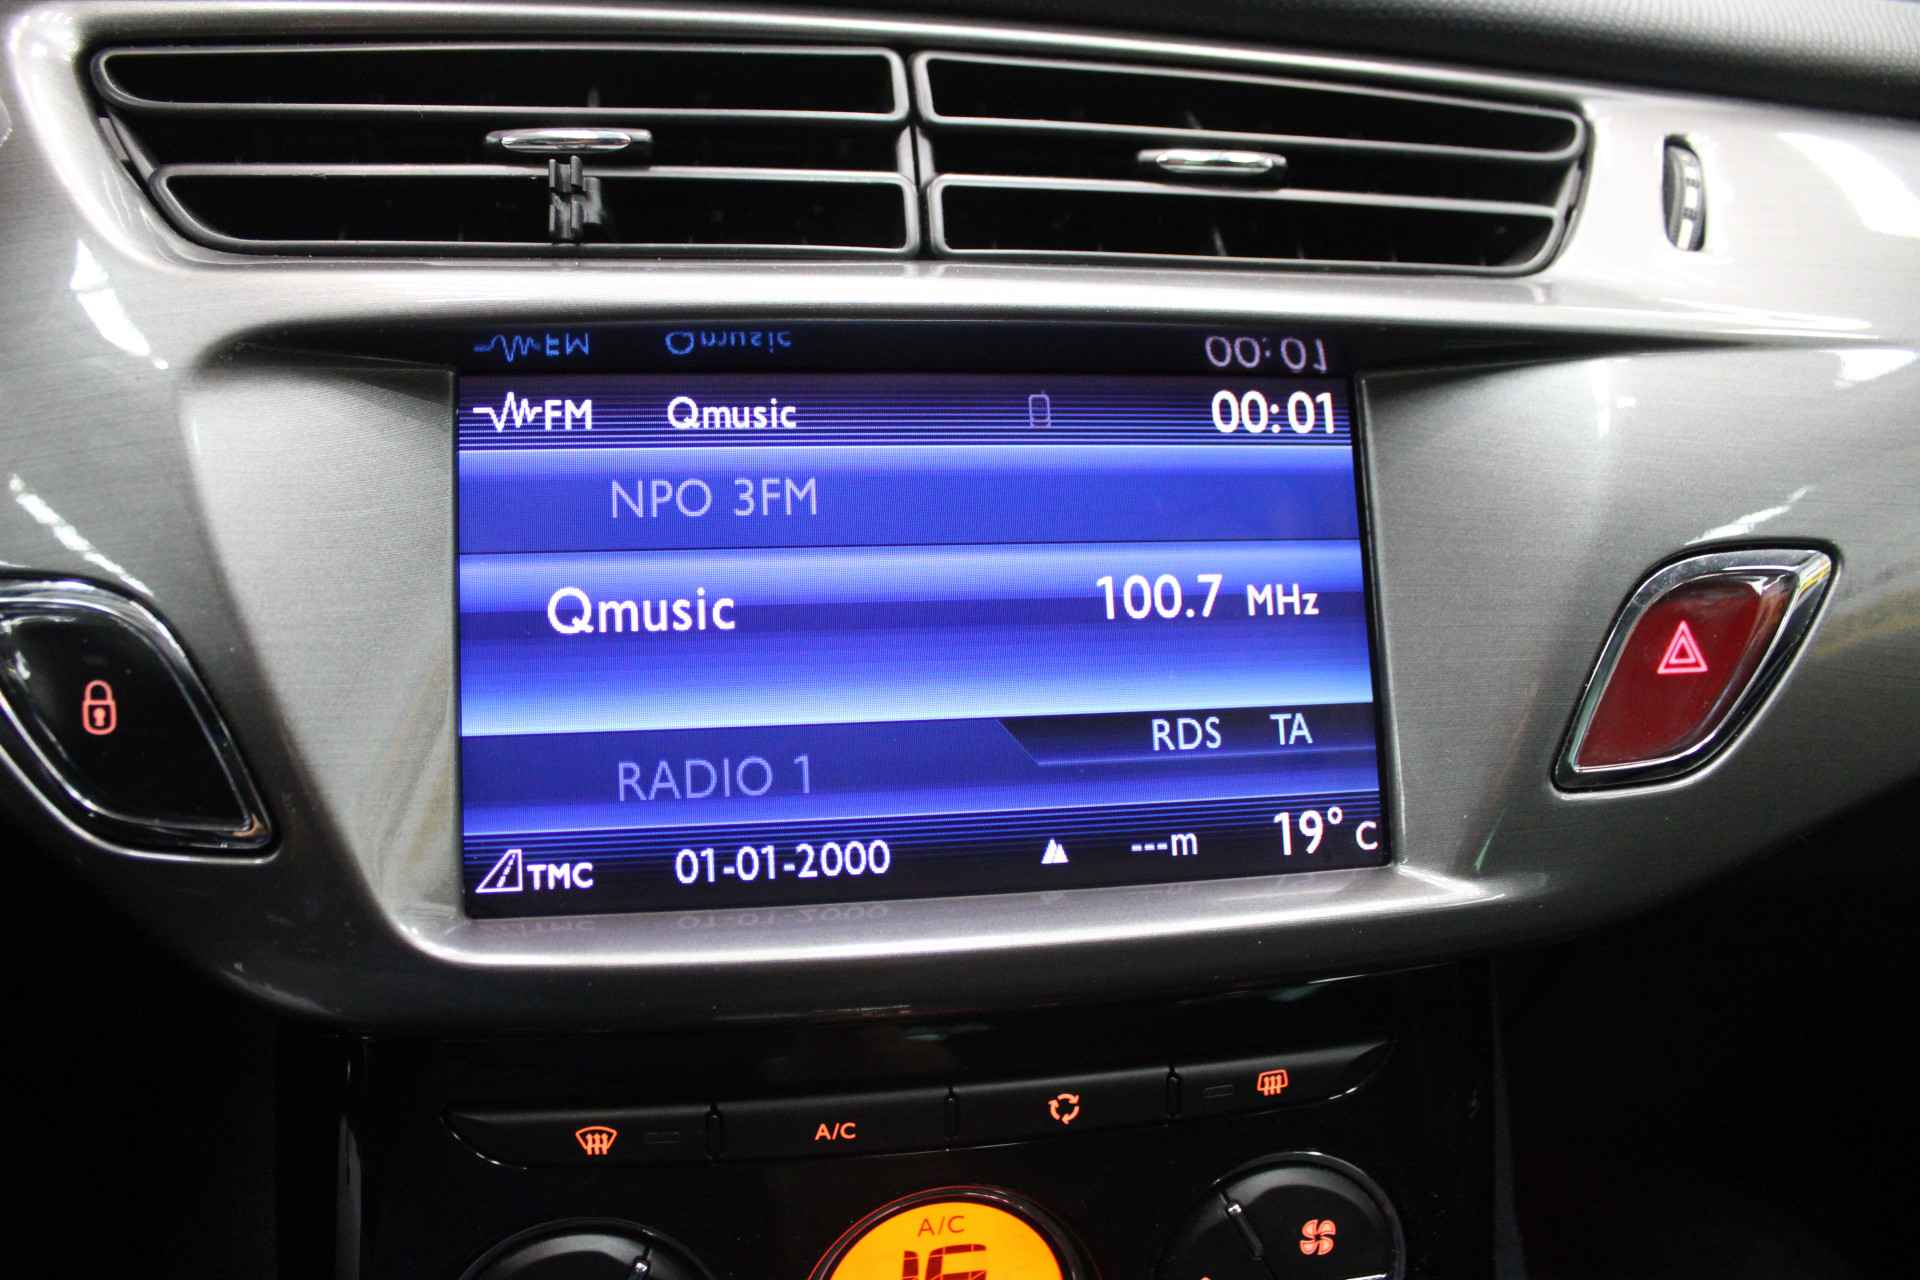 FM Qmusic 00:01
NPO 3FM
Qmusic 100.7 MHz
RDS TA
RADIO 1
TMC 01-01-2000 ---m 19° C
A/C
A/C
16